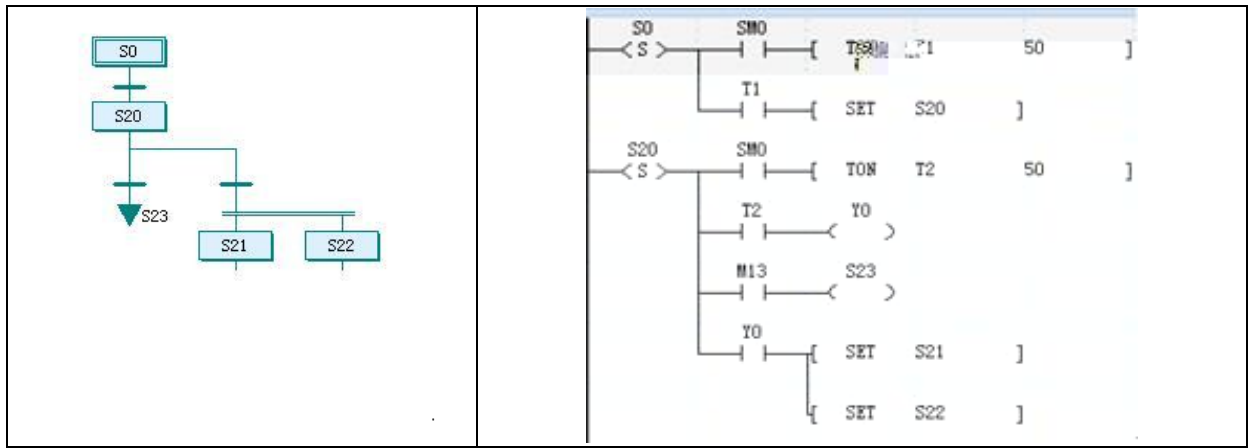 S0
S20
S23
S21 S22
S0 SM0
S T1 50
T1
SET S20
S20 SM0
S TON T2 50
T2 Y0
M13 S23
Y0
SET S21
SET S22